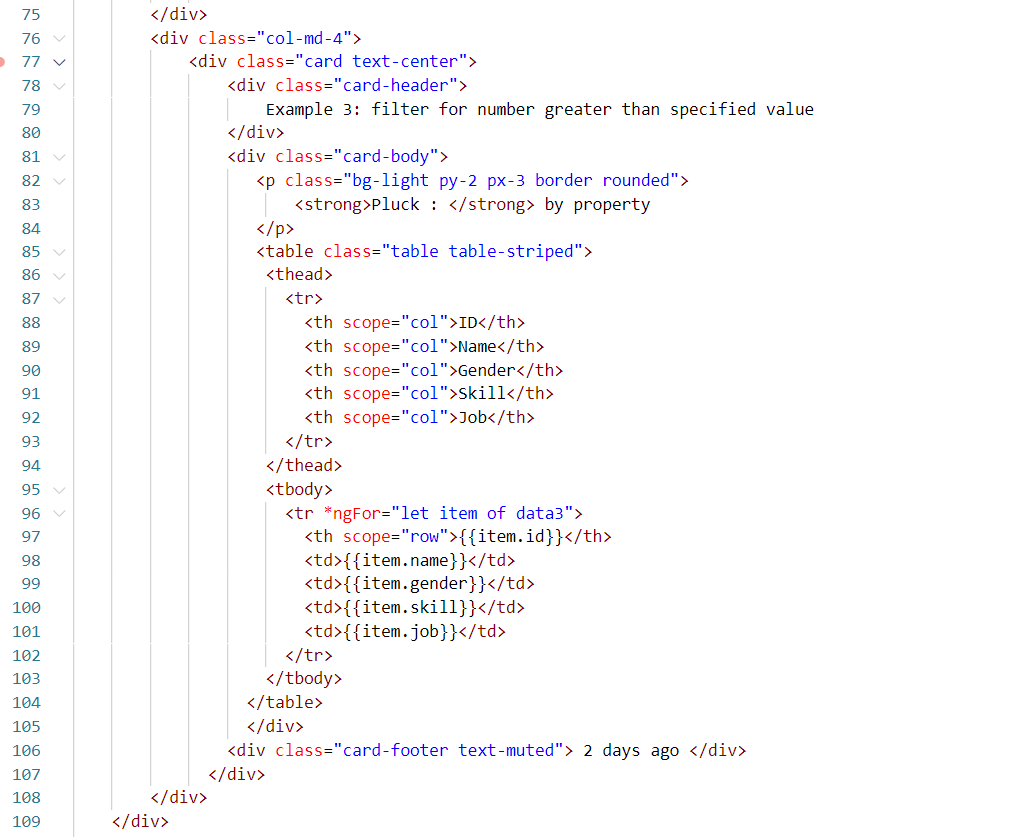 75 </div>
76 <div class="col-md-4">
77 <div class="card text-center">
78 <div class="card-header">
79 Example 3: filter for number greater than specified value
80 </div>
81 <div class="card-body">
82 <p class="bg-light py-2 px-3 border rounded">
83 <strong>Pluck : </strong> by property
84 </p>
85 <table class="table table-striped">
86 <thead>
87 <tr>
88 <th scope="col">ID</th>
89 <th scope="col">Name</th>
90 <th scope="col">Gender</th>
91 <th scope="col">Skill</th>
92 <th scope="col">Job</th>
93 </tr>
94 </thead>
95 <tbody>
96 <tr *ngFor="let item of data3">
97 <th scope="row">{{item.id}}</th>
98 <td>{{item.name}}</td>
99 <td>{{item.gender}}</td>
100 <td>{{item.skill}}</td>
101 <td>{{item.job}}</td>
102 </tr>
103 </tbody>
104 </table>
105 </div>
106 <div class="card-footer text-muted"> 2 days ago </div>
107 </div>
108 </div>
109 </div>